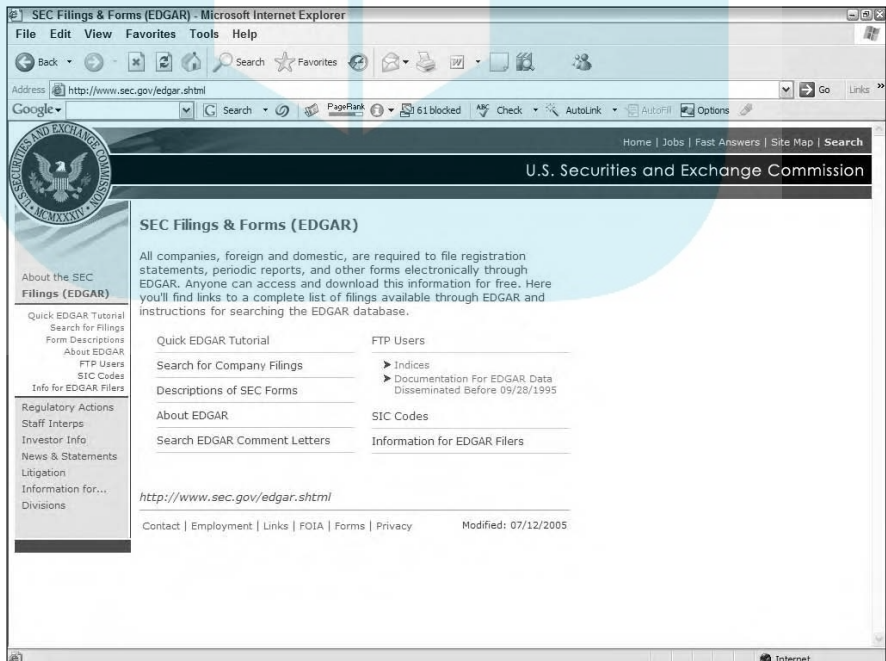 SEC Filings & Forms (EDGAR) - Microsoft Internet Explorer
File Edit View Favorites Tools Help
Back Search Favorites
Address http://www.sec.gov/edgar.shtml Go Links »
Google Search PageRank 61 blocked Check AutoLink AutoFill Options
Home | Jobs | Fast Answers | Site Map | Search
U.S. Securities and Exchange Commission
U.S. SECURITIES AND EXCHANGE COMMISSION
MCMXXXIV
SEC Filings & Forms (EDGAR)
All companies, foreign and domestic, are required to file registration
statements, periodic reports, and other forms electronically through
EDGAR. Anyone can access and download this information for free. Here
you'll find links to a complete list of filings available through EDGAR and
instructions for searching the EDGAR database.
About the SEC
Filings (EDGAR)
Quick EDGAR Tutorial
Search for Filings
Form Descriptions
About EDGAR
FTP Users
SIC Codes
Info for EDGAR Filers
Regulatory Actions
Staff Interps
Investor Info
News & Statements
Litigation
Information for...
Divisions
Quick EDGAR Tutorial
Search for Company Filings
Descriptions of SEC Forms
About EDGAR
Search EDGAR Comment Letters
FTP Users
Indices
Documentation For EDGAR Data
Disseminated Before 09/28/1995
SIC Codes
Information for EDGAR Filers
http://www.sec.gov/edgar.shtml
Contact | Employment | Links | FOIA | Forms | Privacy Modified: 07/12/2005
Internet